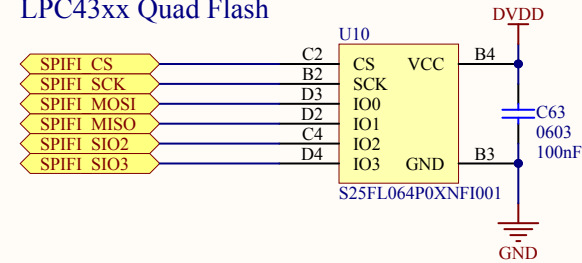 LPC43xx Quad Flash
DVDD
U10
SPIFI_CS C2 CS VCC B4
SPIFI_SCK B2 SCK
SPIFI_MOSI D3 IO0
SPIFI_MISO D2 IO1
SPIFI_SIO2 C4 IO2
SPIFI_SIO3 D4 IO3 GND B3
C63
0603
100nF
S25FL064P0XNFI001
GND